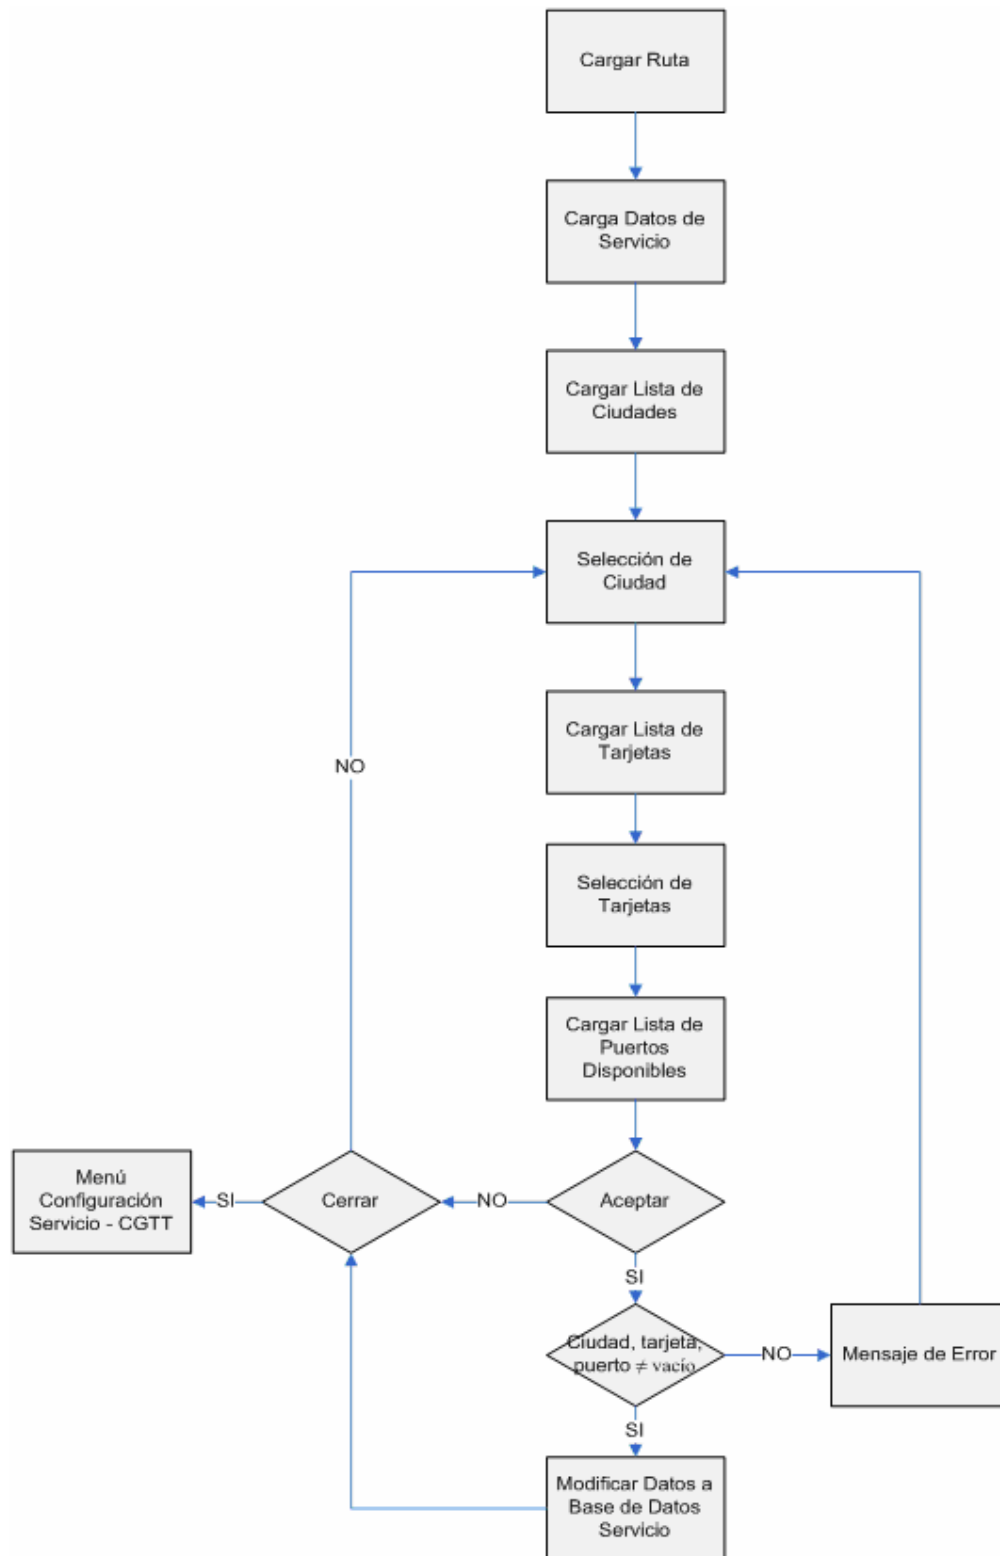 Cargar Ruta
Carga Datos de
Servicio
Cargar Lista de
Ciudades
Selección de
Ciudad
Cargar Lista de
Tarjetas
NO
Selección de
Tarjetas
Cargar Lista de
Puertos
Disponibles
Menú
Configuración
Servicio - CGTT
SI
Cerrar
NO
Aceptar
SI
Ciudad, tarjeta,
puerto ≠ vacío
NO
Mensaje de Error
SI
Modificar Datos a
Base de Datos
Servicio